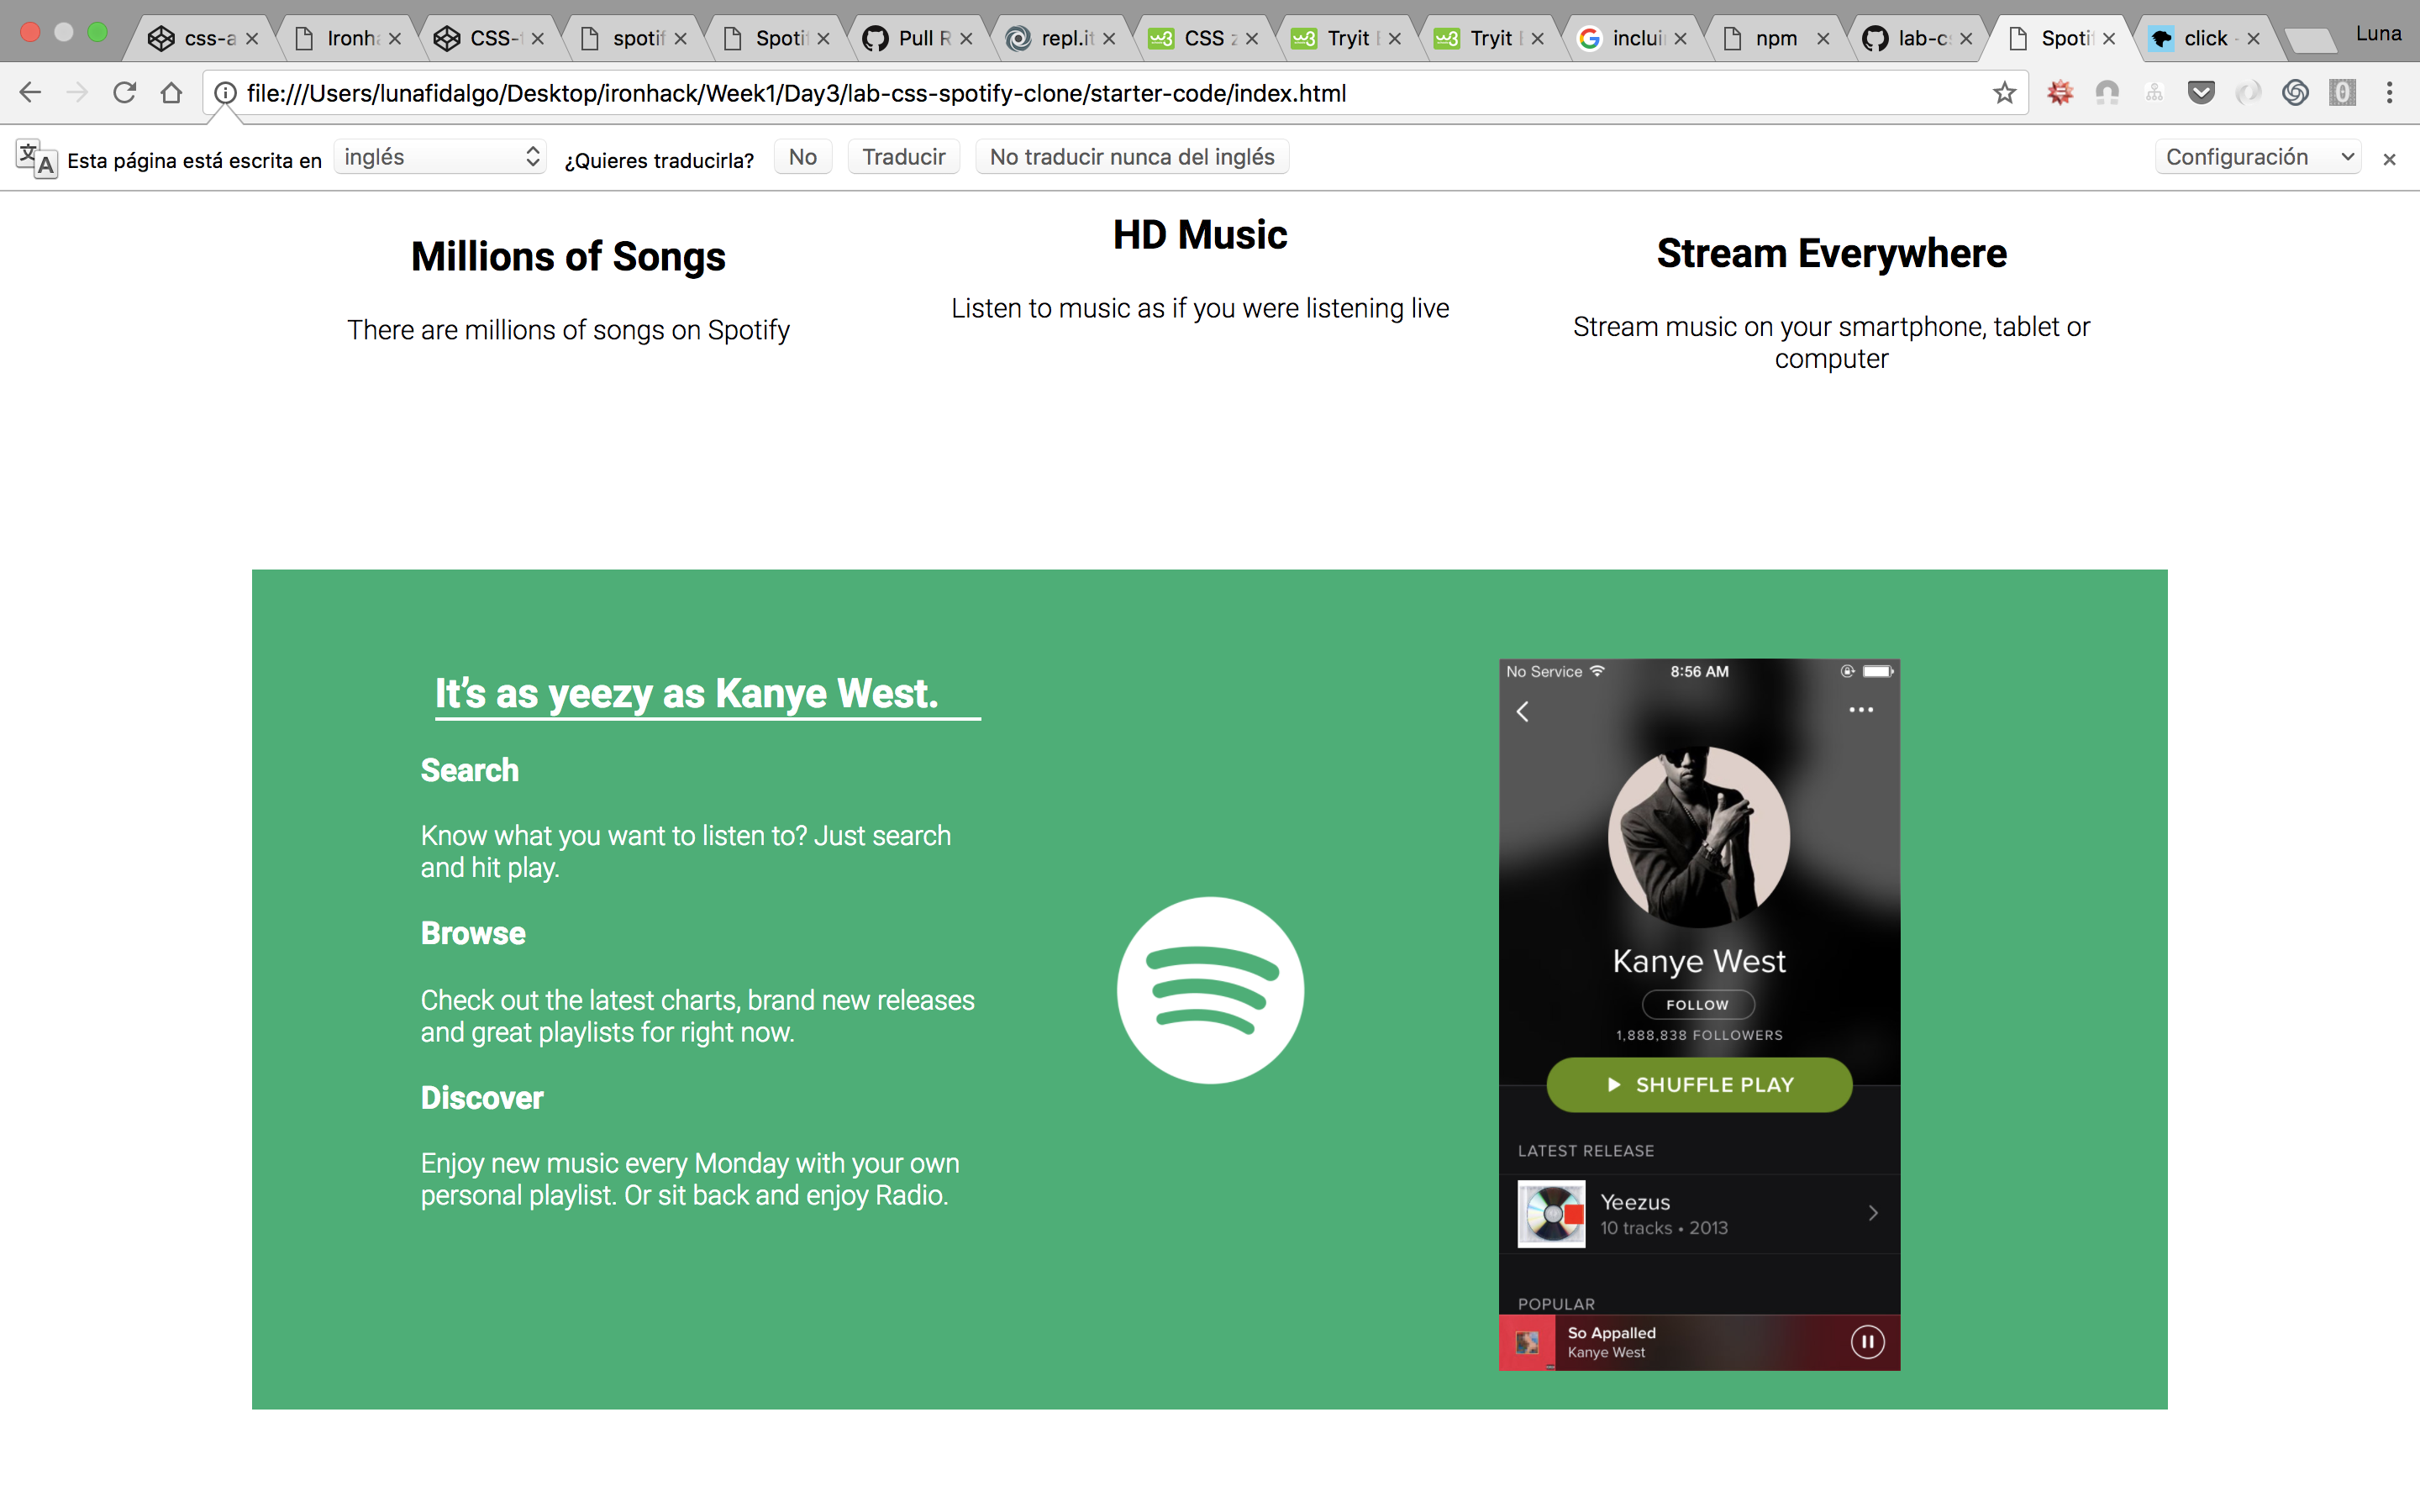 css-a
Ironha
CSS-
spotif
Spotif
Pull R
repl.it
CSS z
Tryit E
Tryit E
inclui
npm
lab-cs
Spotif
click -
Luna
file:///Users/lunafidalgo/Desktop/ironhack/Week1/Day3/lab-css-spotify-clone/starter-code/index.html
Esta página está escrita en inglés ¿Quieres traducirla? No Traducir No traducir nunca del inglés Configuración
Millions of Songs
There are millions of songs on Spotify
HD Music
Listen to music as if you were listening live
Stream Everywhere
Stream music on your smartphone, tablet or
computer
It’s as yeezy as Kanye West.
Search
Know what you want to listen to? Just search
and hit play.
Browse
Check out the latest charts, brand new releases
and great playlists for right now.
Discover
Enjoy new music every Monday with your own
personal playlist. Or sit back and enjoy Radio.
No Service 8:56 AM
Kanye West
FOLLOW
1,888,838 FOLLOWERS
SHUFFLE PLAY
LATEST RELEASE
Yeezus
10 tracks • 2013
POPULAR
So Appalled
Kanye West